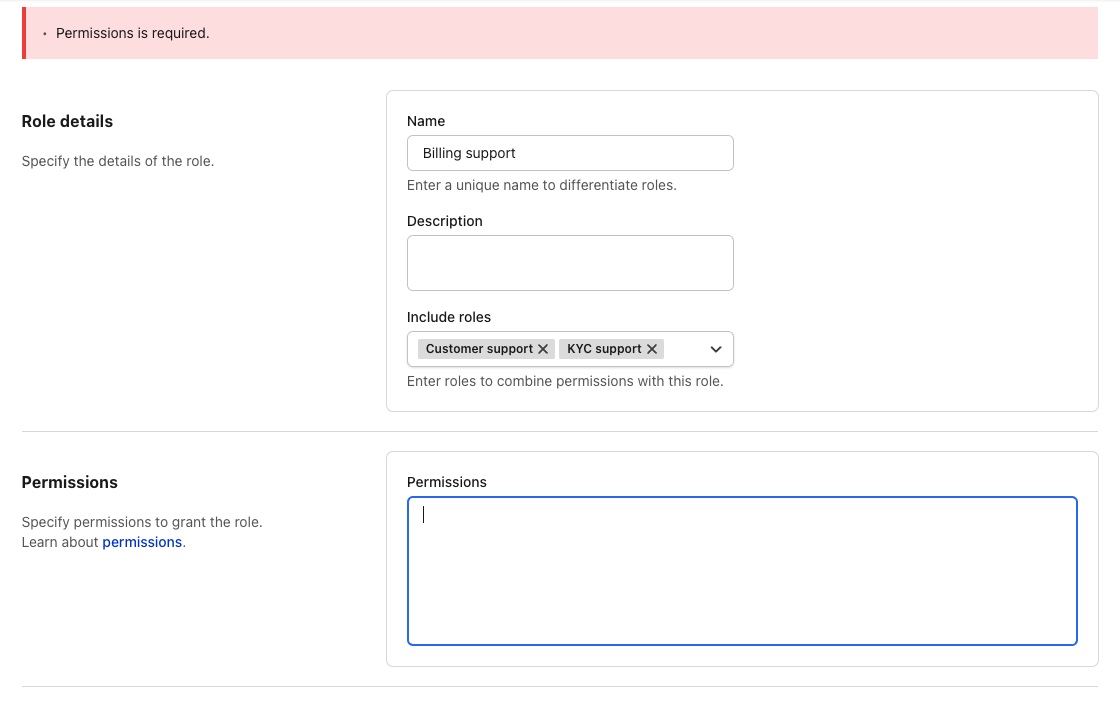 • Permissions is required.
Role details
Specify the details of the role.
Name
Billing support
Enter a unique name to differentiate roles.
Description
Include roles
Customer support KYC support
Enter roles to combine permissions with this role.
Permissions
Specify permissions to grant the role.
Learn about permissions.
Permissions